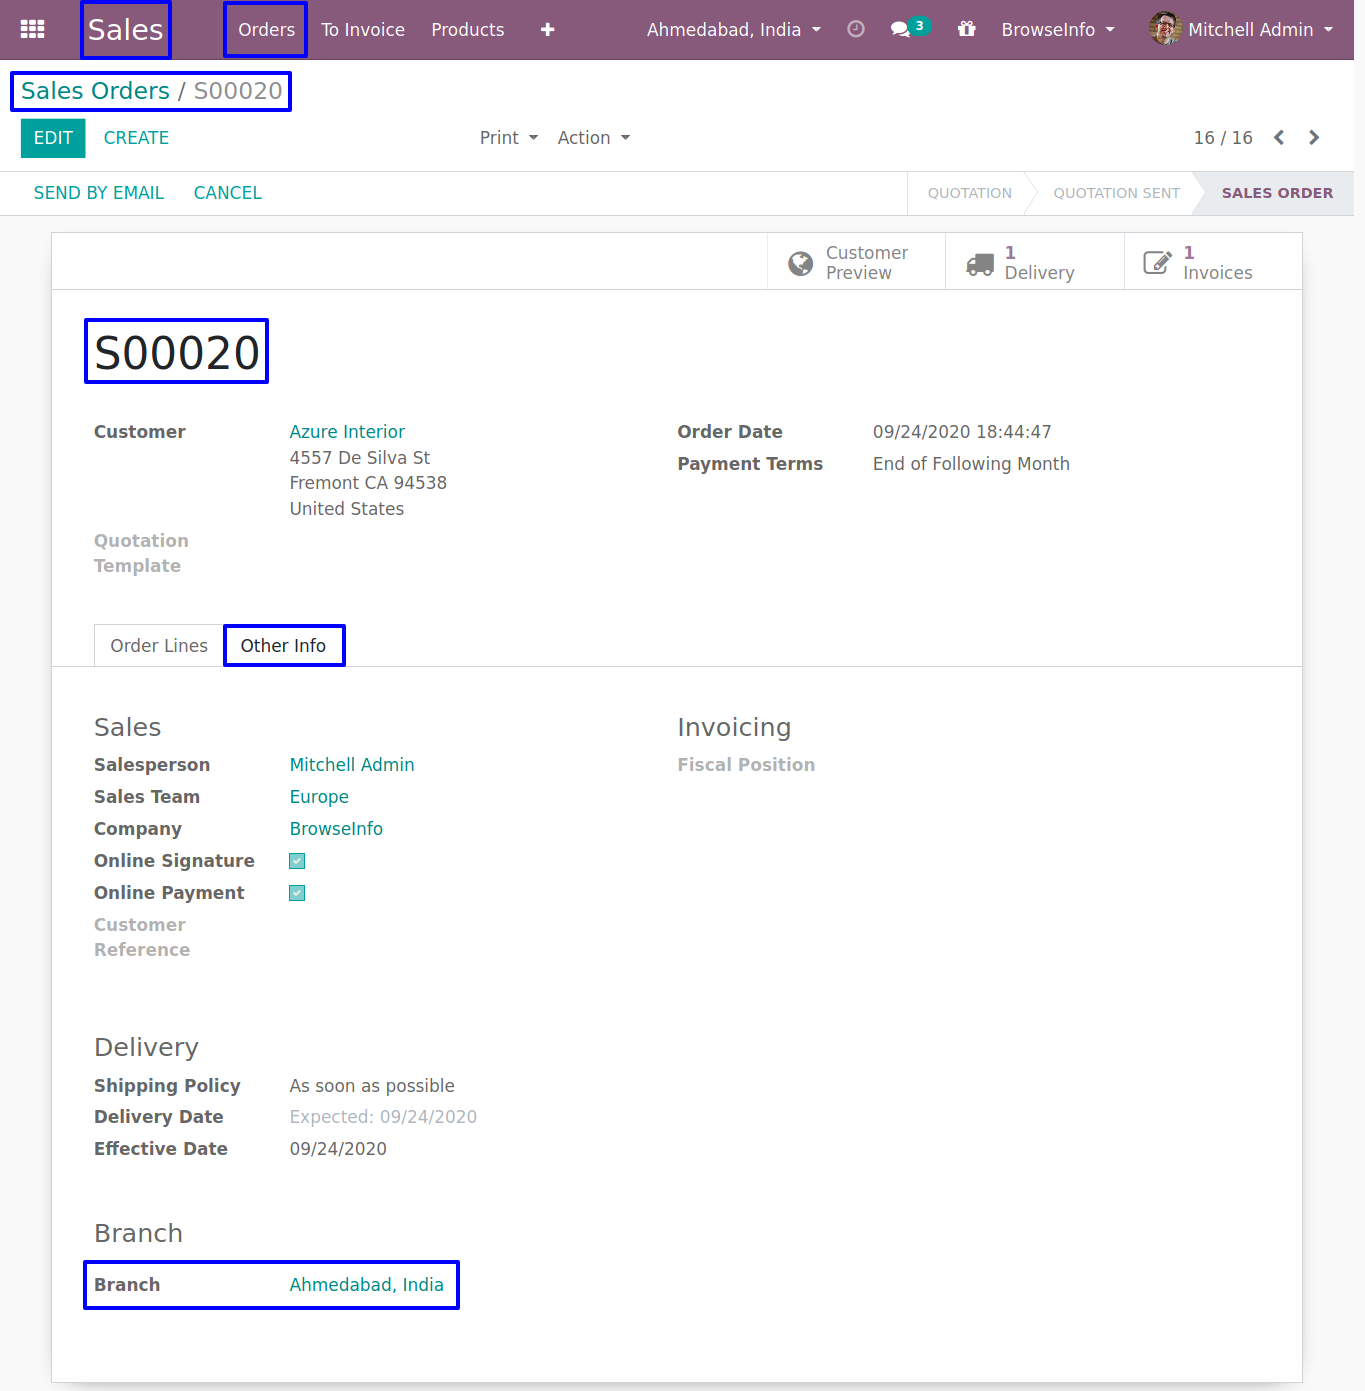 Sales Orders To Invoice Products Ahmedabad, India 3 BrowseInfo Mitchell Admin
Sales Orders / S00020
EDIT CREATE Print Action 16 / 16
SEND BY EMAIL CANCEL QUOTATION QUOTATION SENT SALES ORDER
Customer Preview
1 Delivery
1 Invoices
S00020
Customer Azure Interior
4557 De Silva St
Fremont CA 94538
United States
Quotation
Template
Order Date 09/24/2020 18:44:47
Payment Terms End of Following Month
Order Lines Other Info
Sales
Salesperson Mitchell Admin
Sales Team Europe
Company BrowseInfo
Online Signature
Online Payment
Customer
Reference
Invoicing
Fiscal Position
Delivery
Shipping Policy As soon as possible
Delivery Date Expected: 09/24/2020
Effective Date 09/24/2020
Branch
Branch Ahmedabad, India